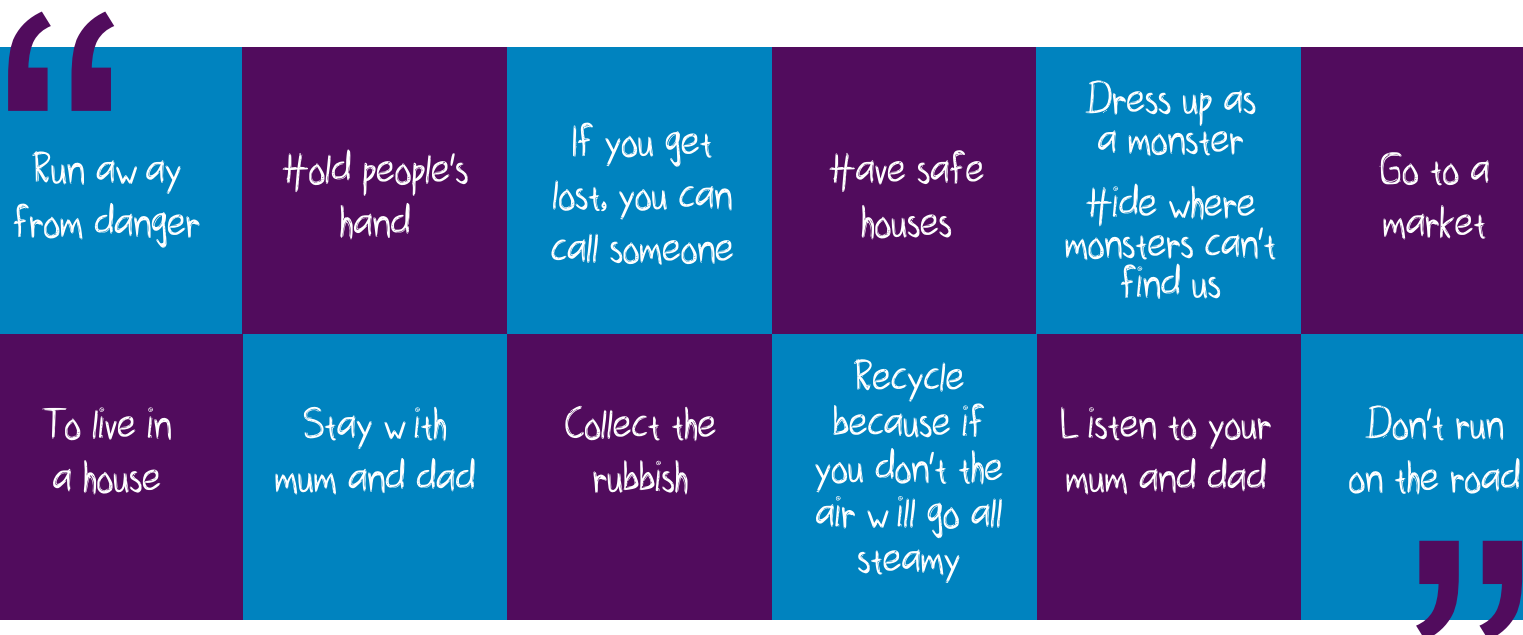 “
Run away
from danger
Hold people's
hand
If you get
lost, you can
call someone
Have safe
houses
Dress up as
a monster
Hide where
monsters can't
find us
Go to a
market
To live in
a house
Stay with
mum and dad
Collect the
rubbish
Recycle
because if
you don't the
air will go all
steamy
Listen to your
mum and dad
Don't run
on the road
”